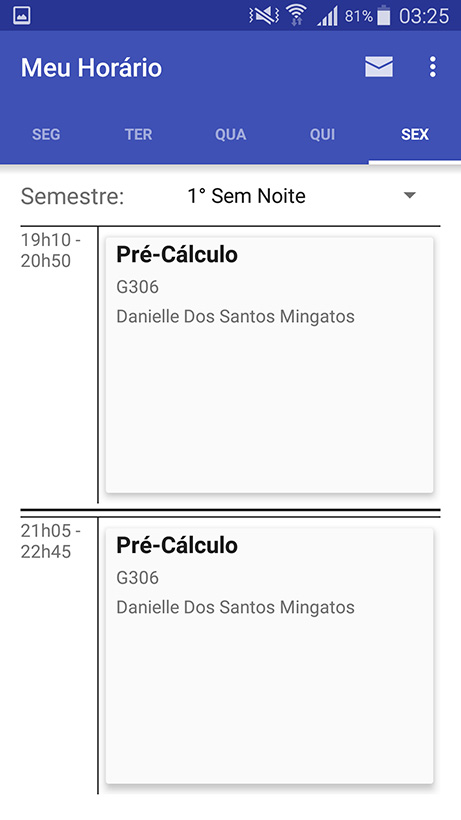 81% 03:25
Meu Horário
SEG TER QUA QUI SEX
Semestre: 1° Sem Noite
19h10 -
20h50
Pré-Cálculo
G306
Danielle Dos Santos Mingatos
21h05 -
22h45
Pré-Cálculo
G306
Danielle Dos Santos Mingatos